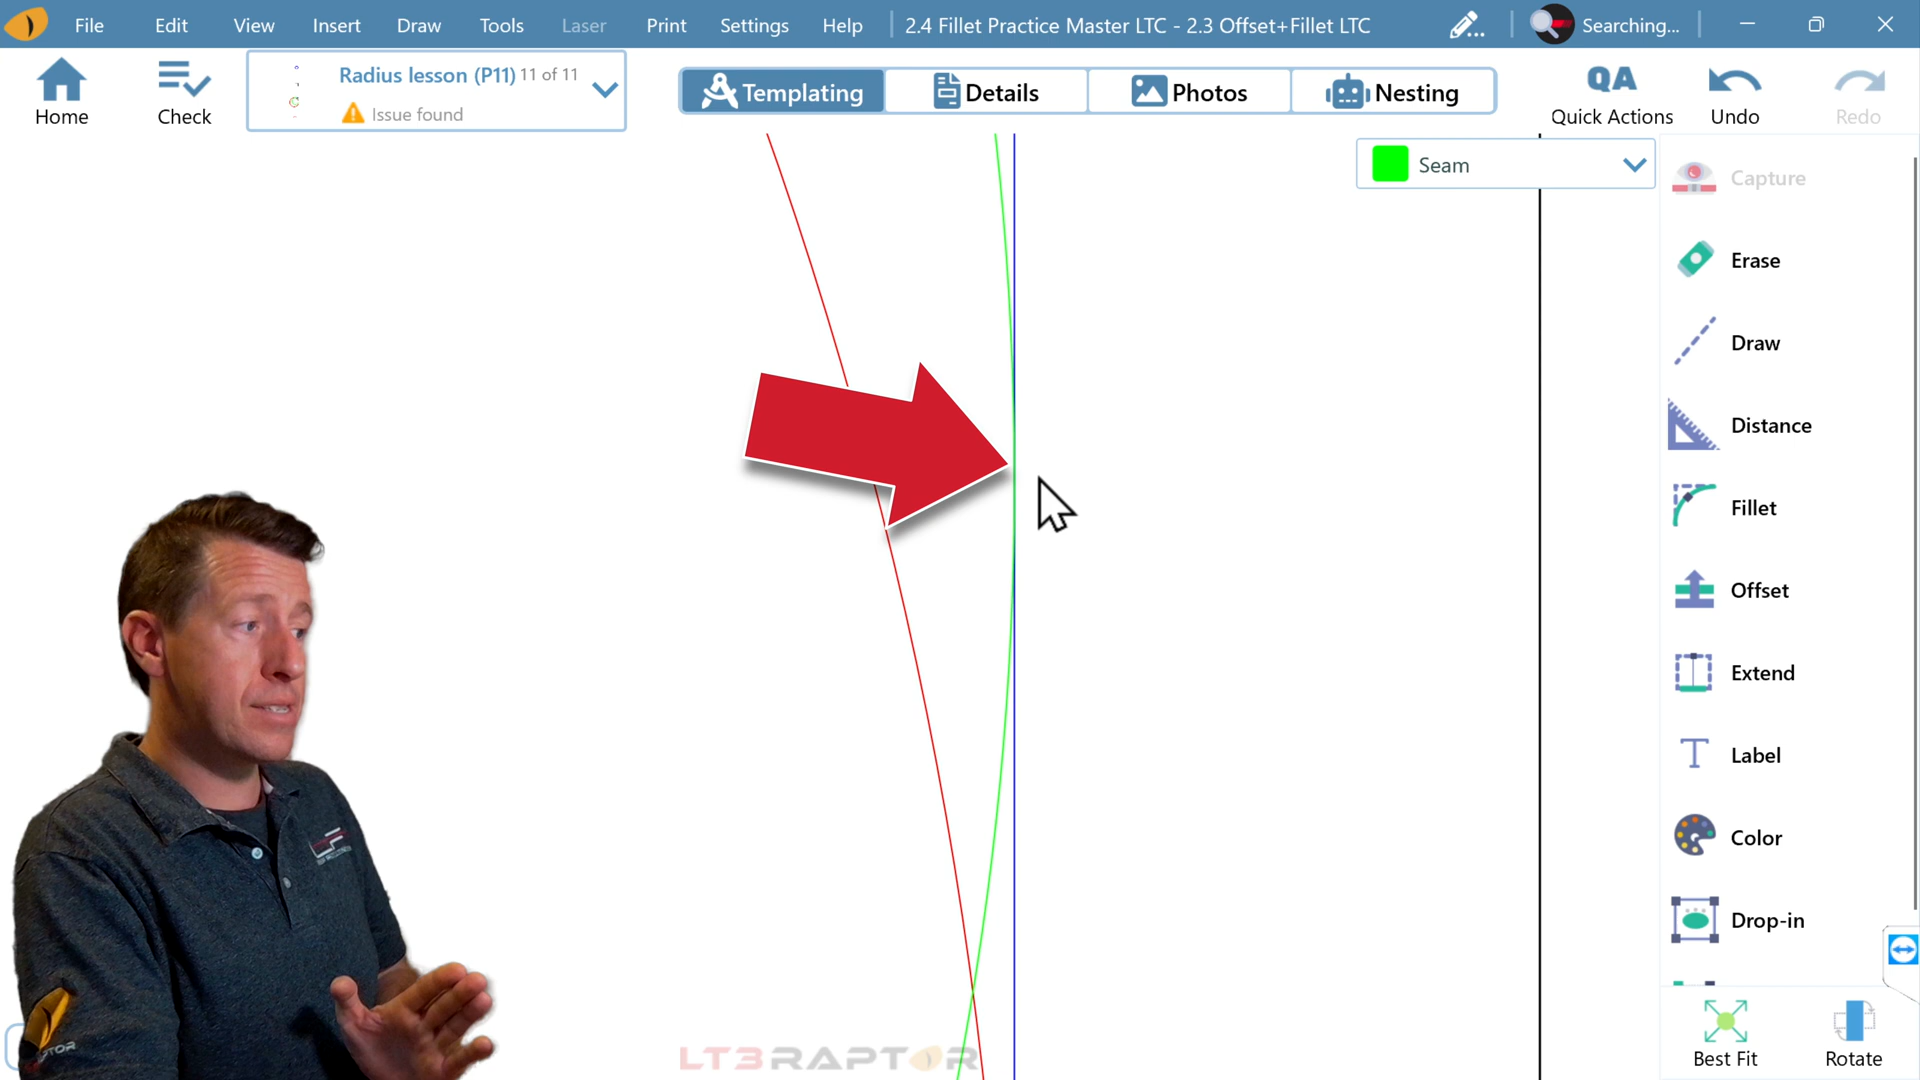 File Edit View Insert Draw Tools Laser Print Settings Help 2.4 Fillet Practice Master LTC - 2.3 Offset+Fillet LTC Searching...
Home
Check
Radius lesson (P11) 11 of 11
Issue found
Templating Details Photos Nesting
QA
Quick Actions
Undo
Redo
Seam
Capture
Erase
Draw
Distance
Fillet
Offset
Extend
Label
Color
Drop-in
Best Fit
Rotate
LT3RAPTOR